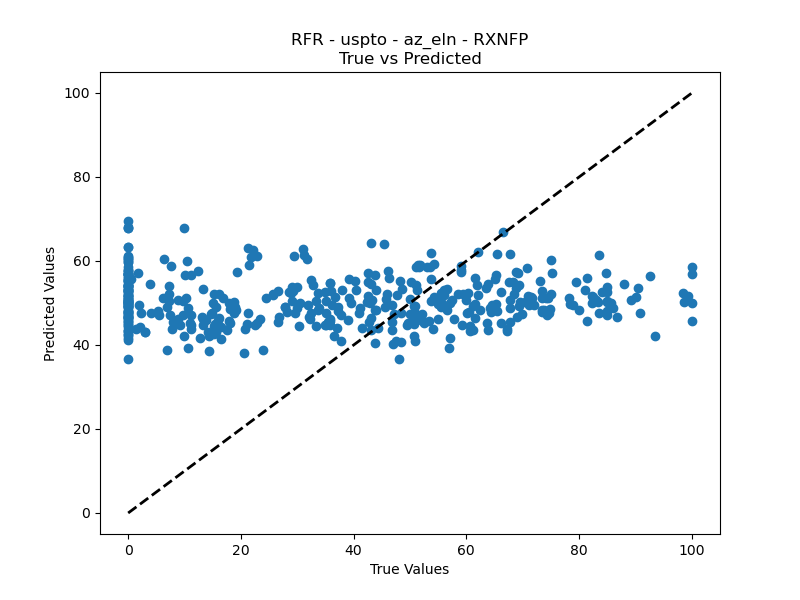 RFR - uspto - az_eln - RXNFP
True vs Predicted
100
80
60
40
20
0
Predicted Values
0 20 40 60 80 100
True Values